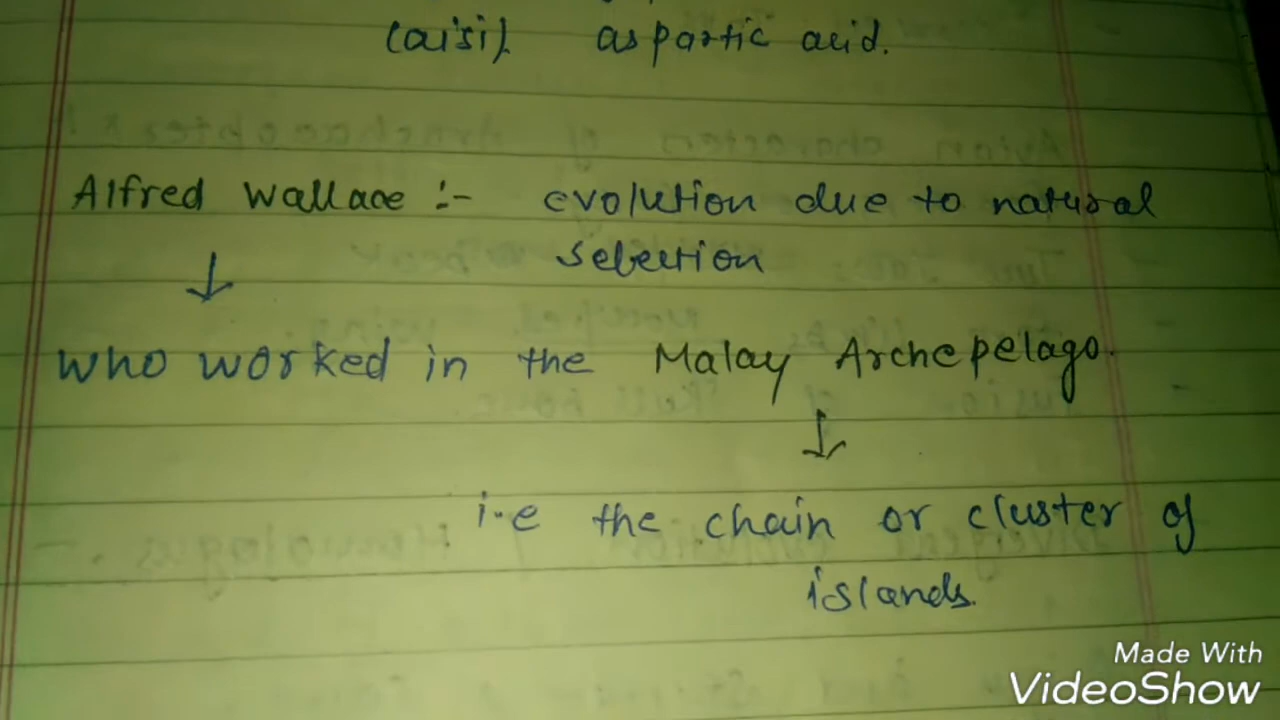 aspartic acid.
Alfred Wallace :- evolution due to natural
selection
↓
who worked in the Malay Archepelago.
↓
i.e the chain or cluster of
islands.
Made With
VideoShow